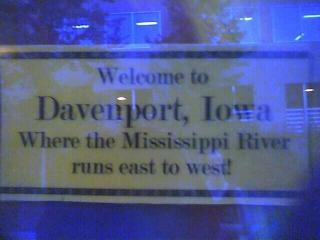 Welcome to
Davenport, Iowa
Where the Mississippi River
runs east to west!